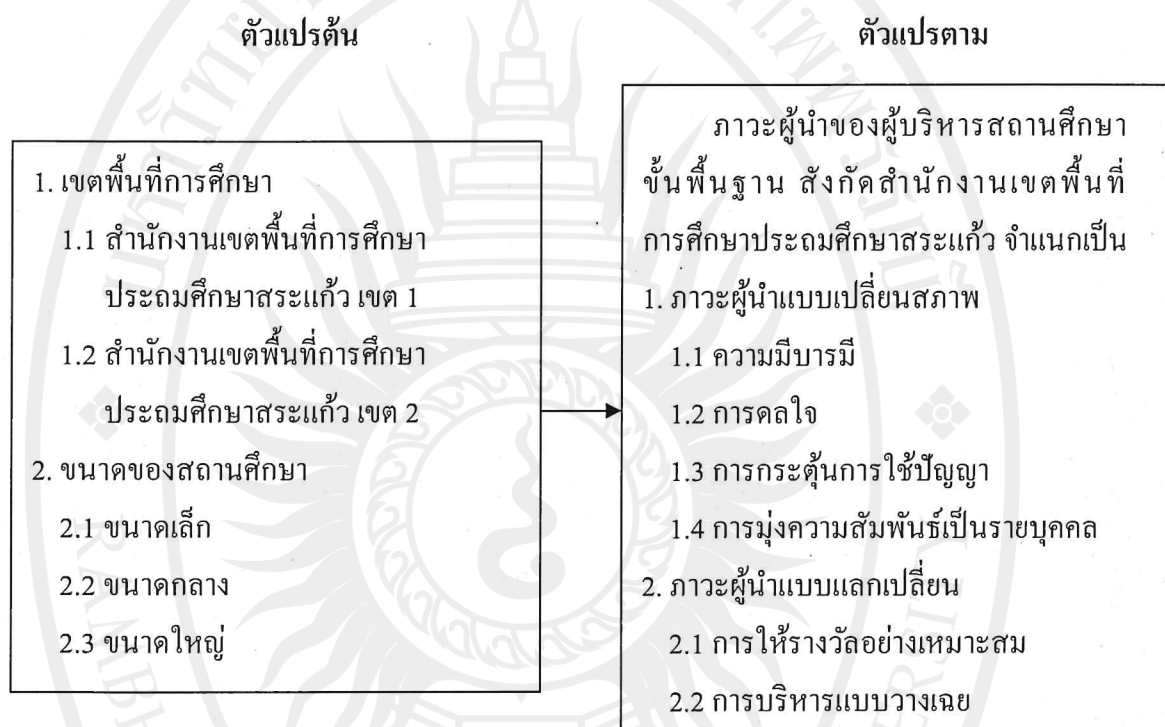 ตัวแปรต้น
ตัวแปรตาม
1. เขตพื้นที่การศึกษา
1.1 สำนักงานเขตพื้นที่การศึกษา
ประถมศึกษาสระแก้ว เขต 1
1.2 สำนักงานเขตพื้นที่การศึกษา
ประถมศึกษาสระแก้ว เขต 2
2. ขนาดของสถานศึกษา
2.1 ขนาดเล็ก
2.2 ขนาดกลาง
2.3 ขนาดใหญ่
ภาวะผู้นำของผู้บริหารสถานศึกษา
ขั้นพื้นฐาน สังกัดสำนักงานเขตพื้นที่
การศึกษาประถมศึกษาสระแก้ว จำแนกเป็น
1. ภาวะผู้นำแบบเปลี่ยนสภาพ
1.1 ความมีบารมี
1.2 การดลใจ
1.3 การกระตุ้นการใช้ปัญญา
1.4 การมุ่งความสัมพันธ์เป็นรายบุคคล
2. ภาวะผู้นำแบบแลกเปลี่ยน
2.1 การให้รางวัลอย่างเหมาะสม
2.2 การบริหารแบบวางเฉย